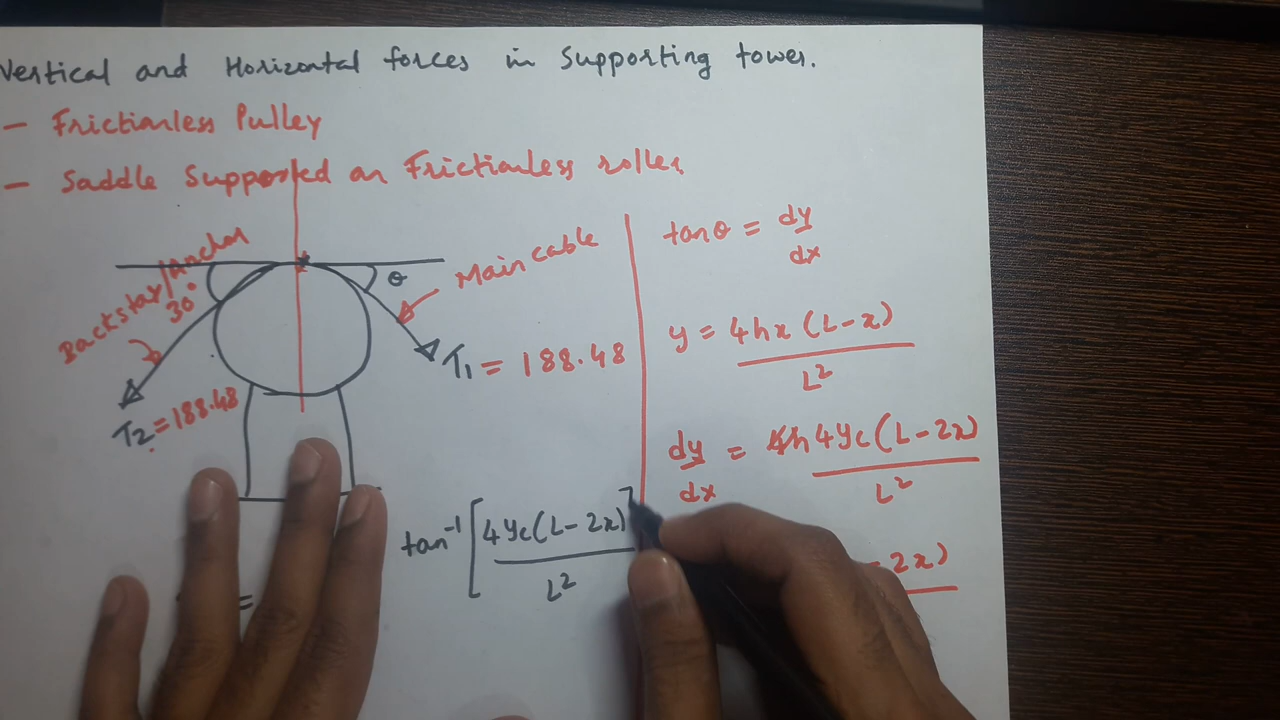 Vertical and Horizontal forces in Supporting tower.
- Frictionless Pulley
- Saddle Supported on Frictionless roller
Backstay/Anchor
30°
θ
Main cable
T1 = 188.48
T2 = 188.48
tanθ = dy/dx
y = 4hx (L-x)/L²
dy/dx = 4yc (L-2x)/L²
tan⁻¹ [4yc (L-2x)/L²]
=
-2x)